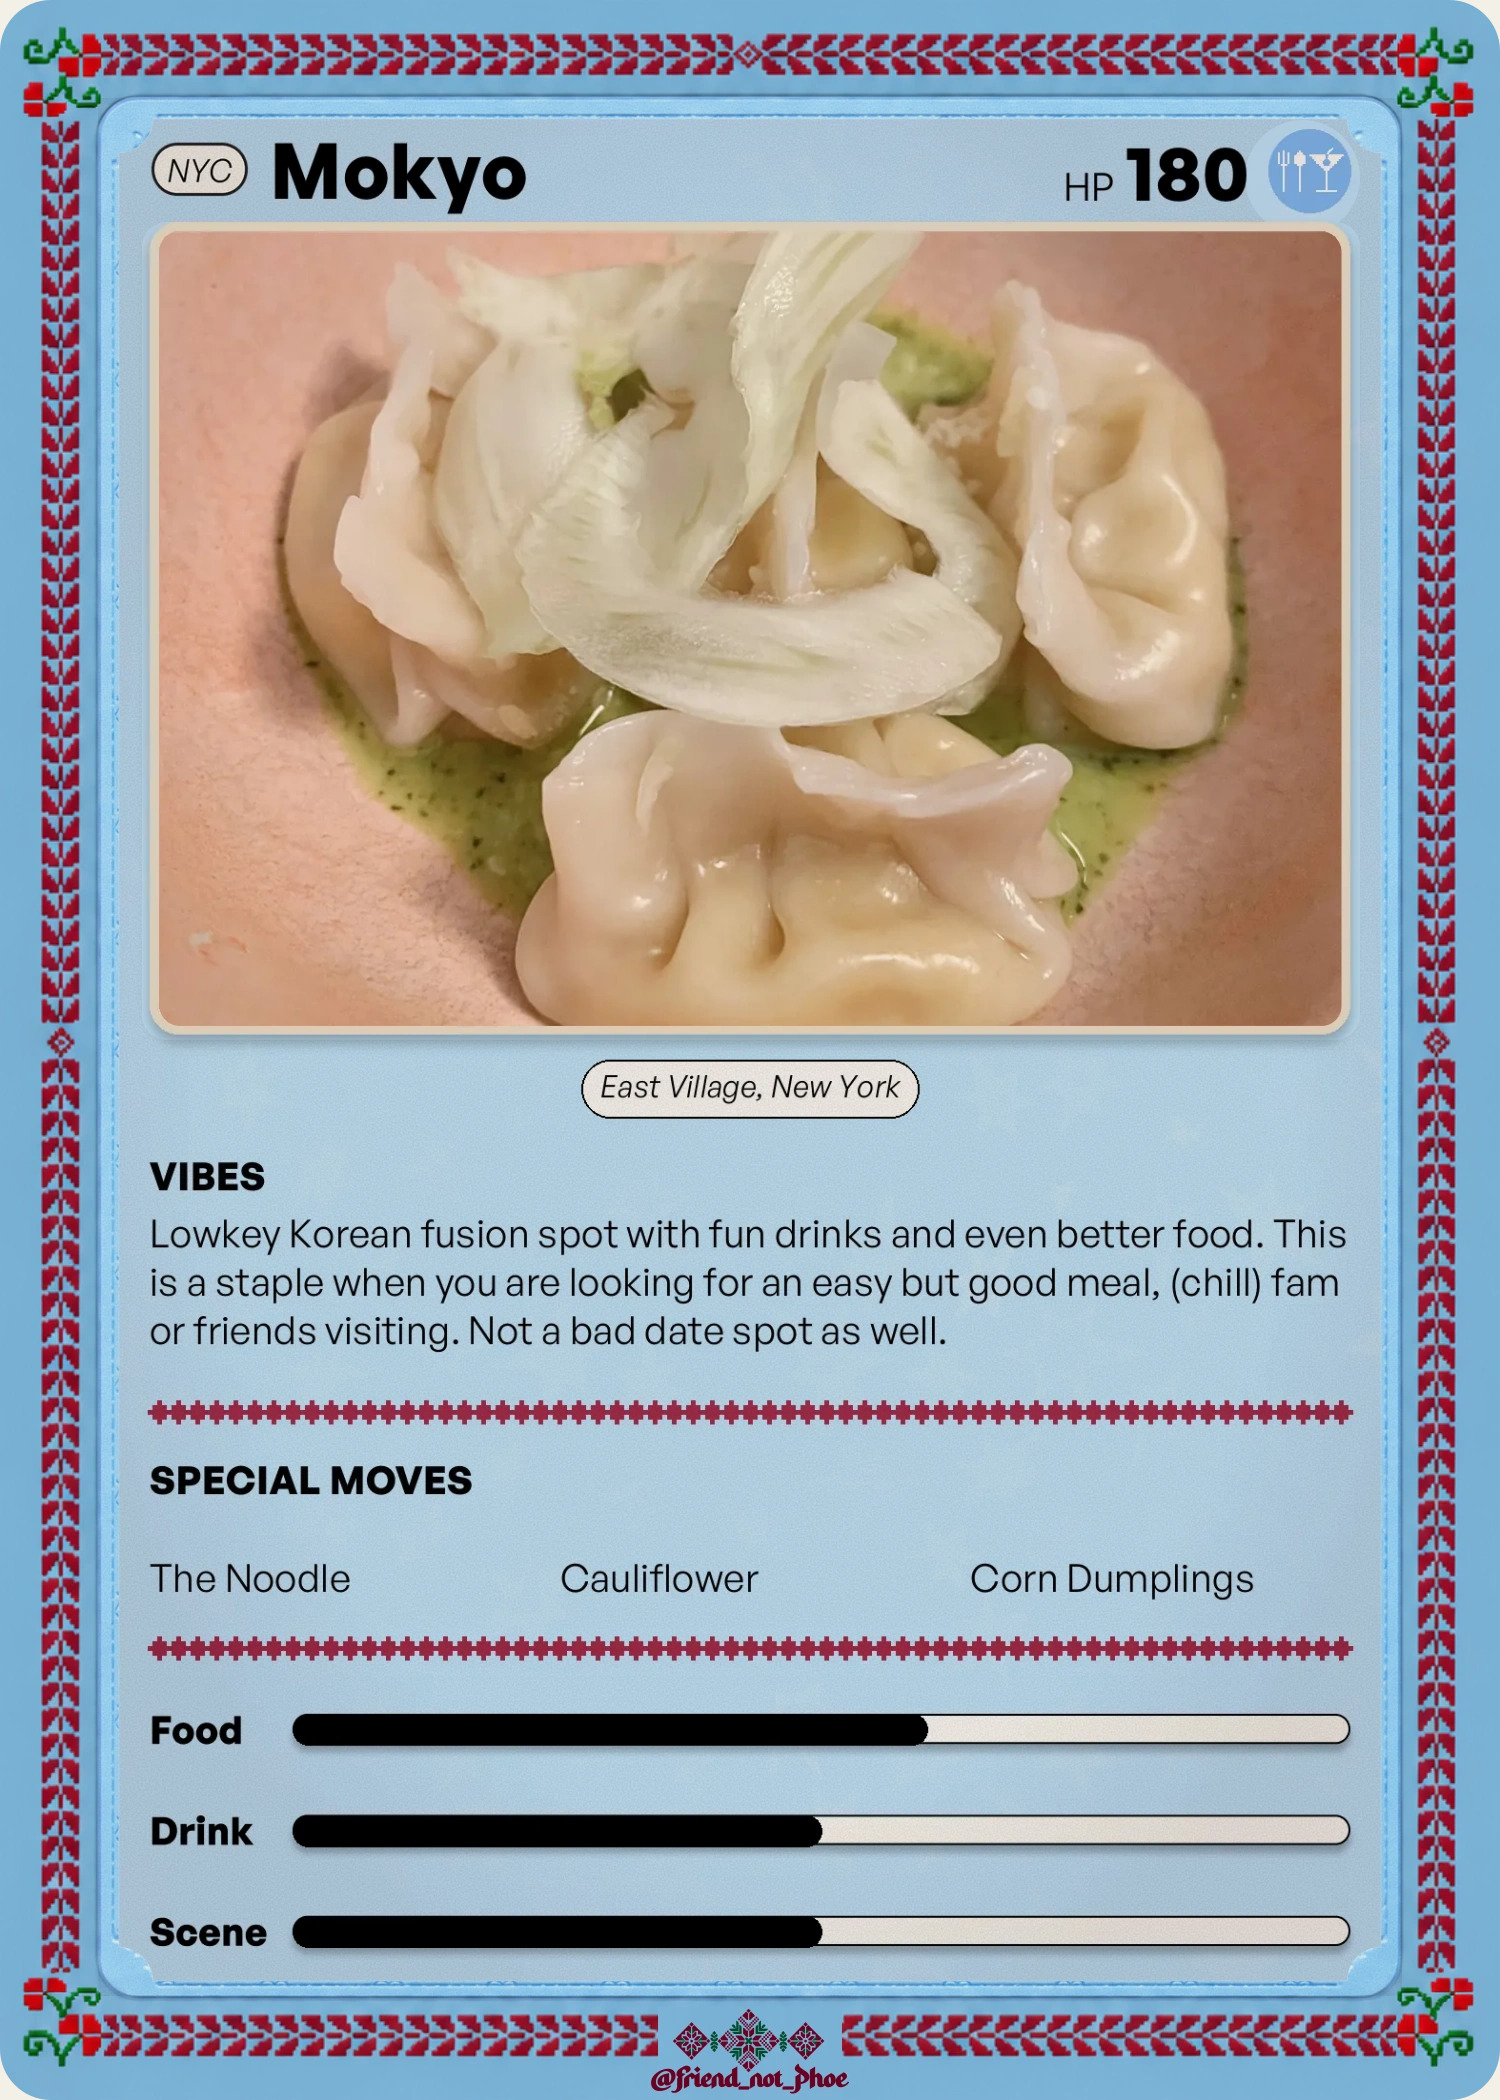 NYC Mokyo HP 180
East Village, New York
VIBES
Lowkey Korean fusion spot with fun drinks and even better food. This
is a staple when you are looking for an easy but good meal, (chill) fam
or friends visiting. Not a bad date spot as well.
SPECIAL MOVES
The Noodle Cauliflower Corn Dumplings
Food
Drink
Scene
@friend_not_phoe